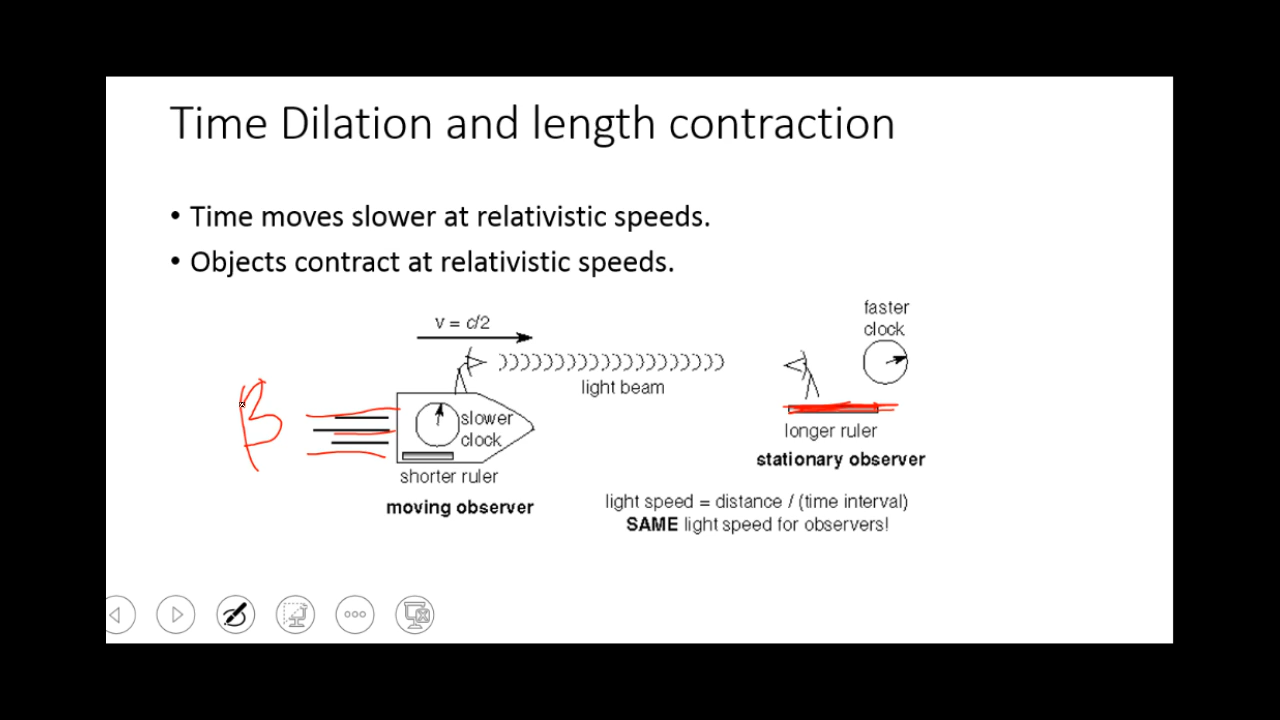 Time Dilation and length contraction
• Time moves slower at relativistic speeds.
• Objects contract at relativistic speeds.
faster
clock
v = c/2
light beam
β
slower
clock
longer ruler
shorter ruler
stationary observer
moving observer
light speed = distance / (time interval)
SAME light speed for observers!